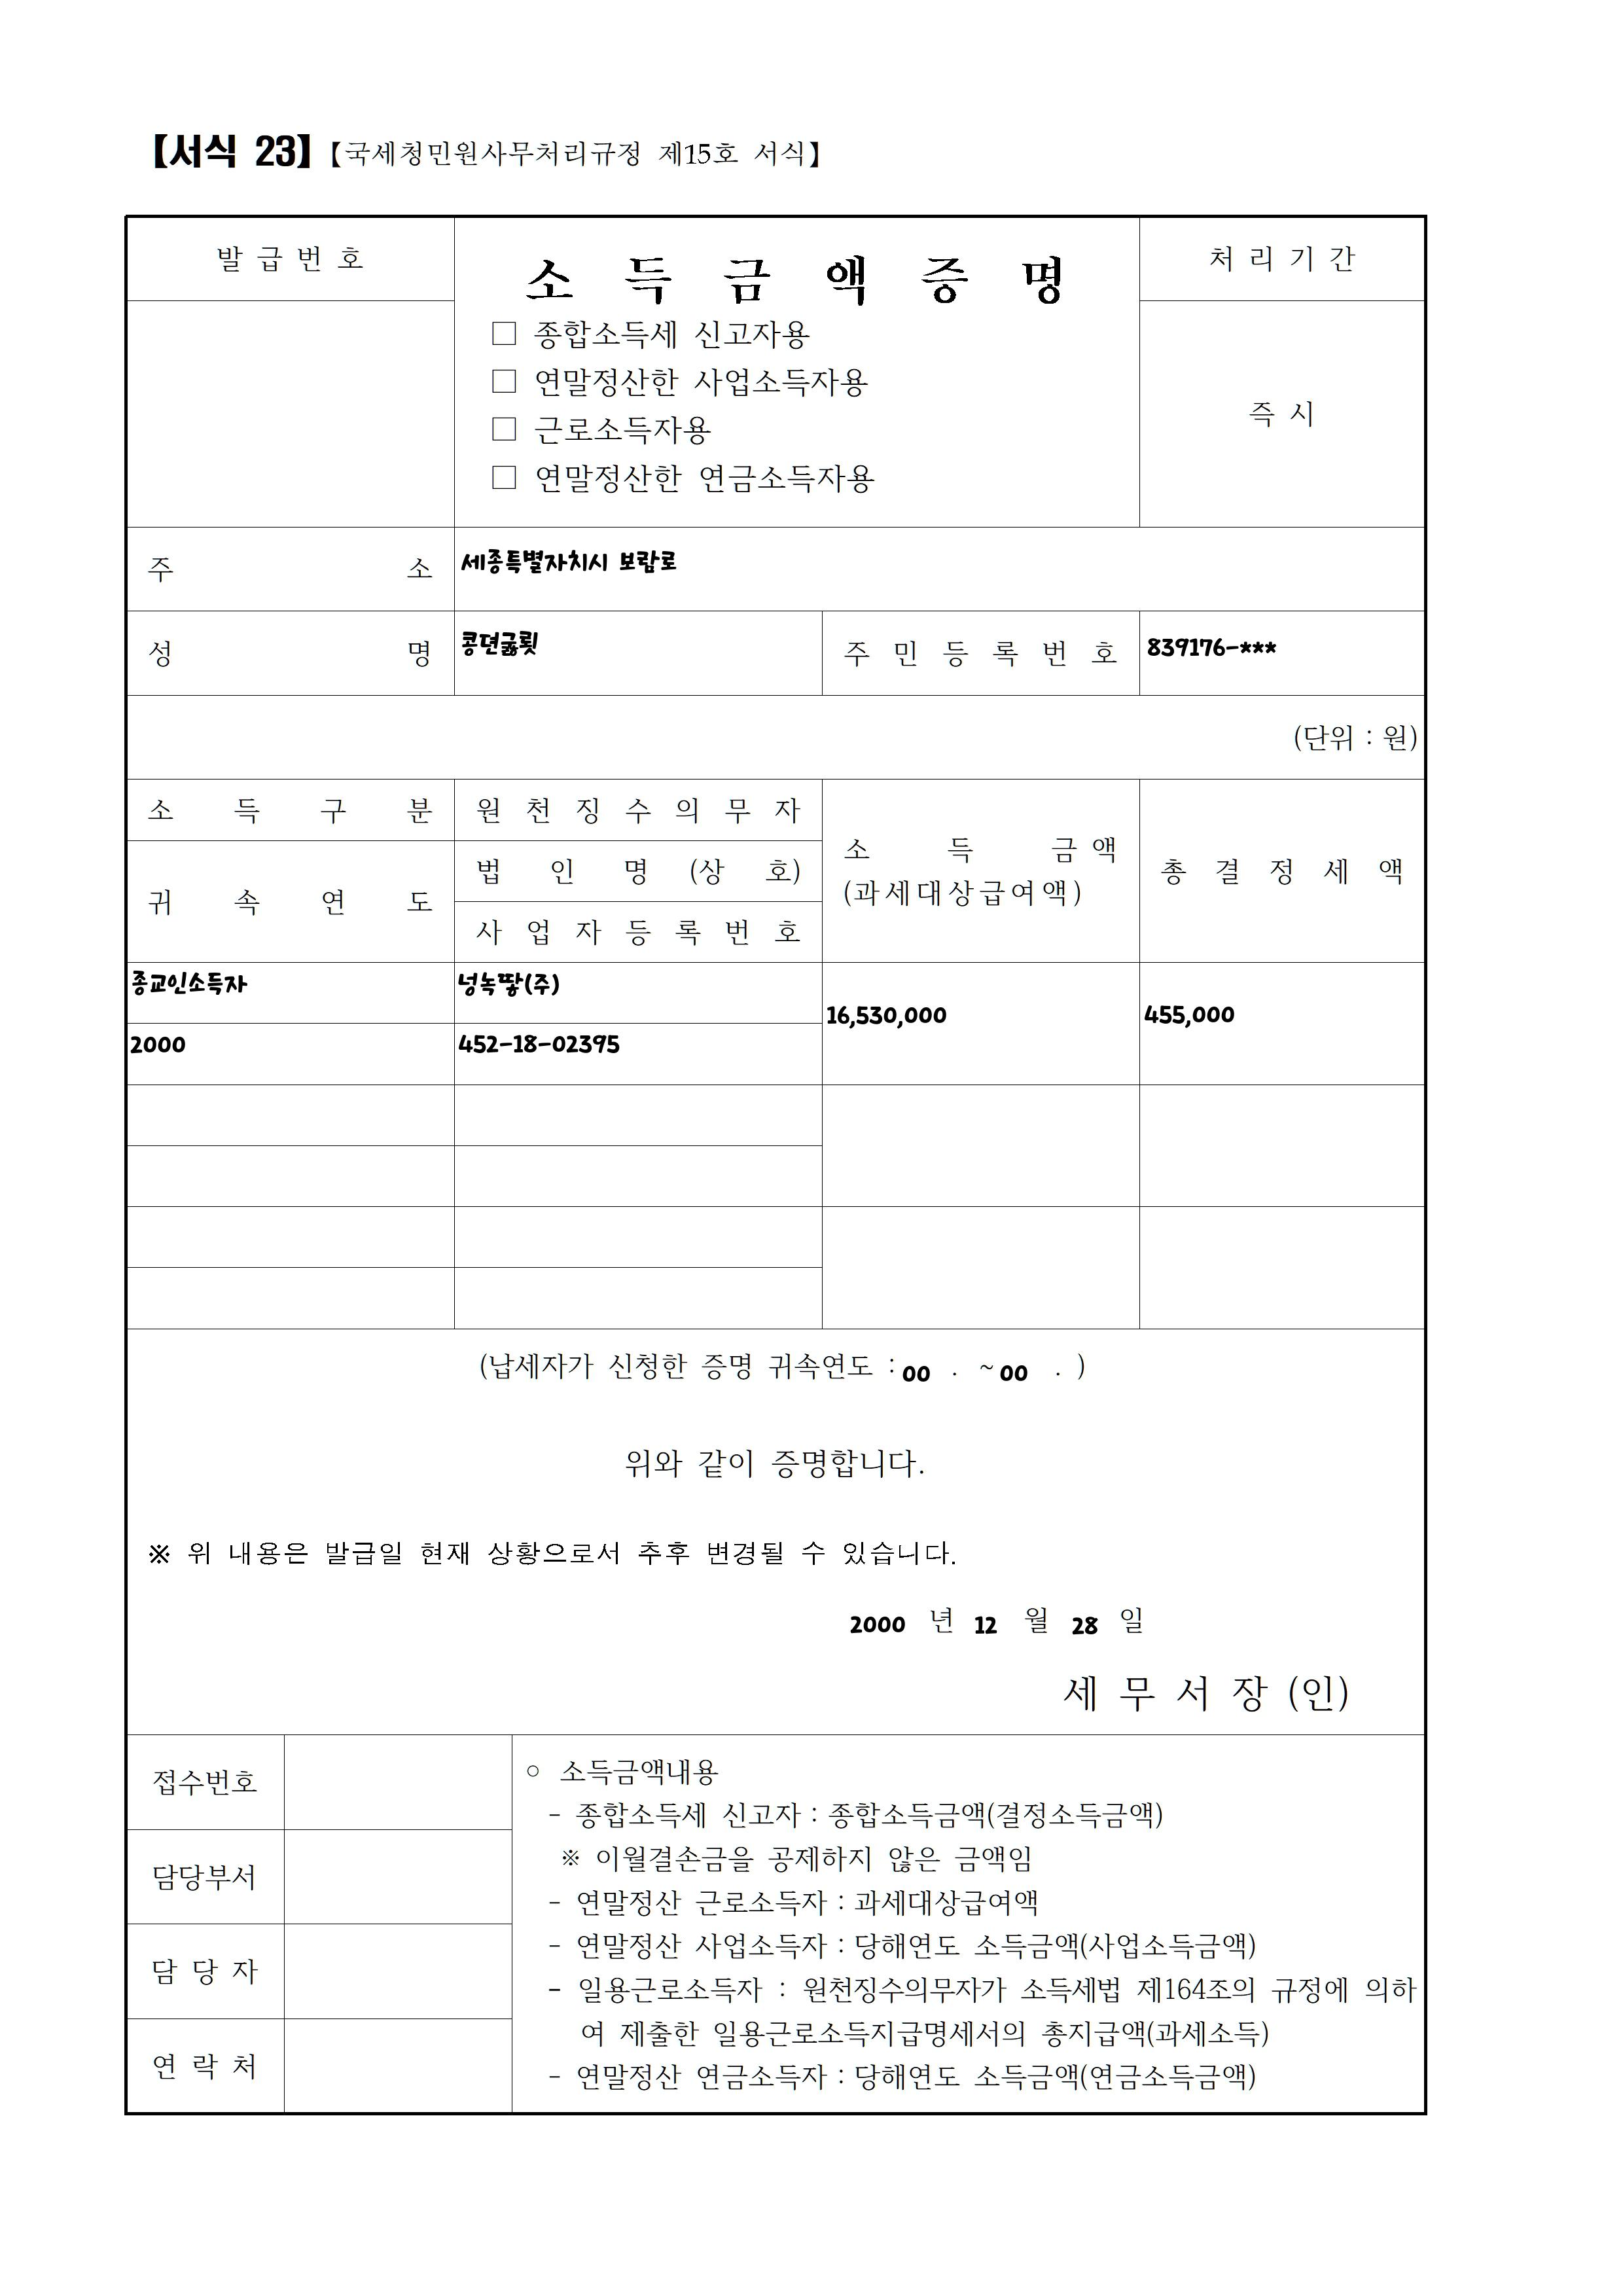 【서식 23】【국세청민원사무처리규정 제15호 서식】
발 급 번 호
소 득 금 액 증 명
처 리 기 간
□ 종합소득세 신고자용
□ 연말정산한 사업소득자용
□ 근로소득자용
□ 연말정산한 연금소득자용
즉 시
주 소 세종특별자치시 보람로
성 명 콩뎐굻룃 주 민 등 록 번 호 839176-***
(단위 : 원)
소 득 구 분 원 천 징 수 의 무 자
귀 속 연 도 법 인 명 (상 호)
사 업 자 등 록 번 호
소 득 금 액
(과세대상급여액)
총 결 정 세 액
종교인소득자 넝녹땋(주) 16,530,000 455,000
2000 452-18-02395
(납세자가 신청한 증명 귀속연도 : 00 . ~ 00 . )
위와 같이 증명합니다.
※ 위 내용은 발급일 현재 상황으로서 추후 변경될 수 있습니다.
2000 년 12 월 28 일
세 무 서 장 (인)
접수번호
담당부서
담 당 자
연 락 처
○ 소득금액내용
- 종합소득세 신고자 : 종합소득금액(결정소득금액)
※ 이월결손금을 공제하지 않은 금액임
- 연말정산 근로소득자 : 과세대상급여액
- 연말정산 사업소득자 : 당해연도 소득금액(사업소득금액)
- 일용근로소득자 : 원천징수의무자가 소득세법 제164조의 규정에 의하
여 제출한 일용근로소득지급명세서의 총지급액(과세소득)
- 연말정산 연금소득자 : 당해연도 소득금액(연금소득금액)